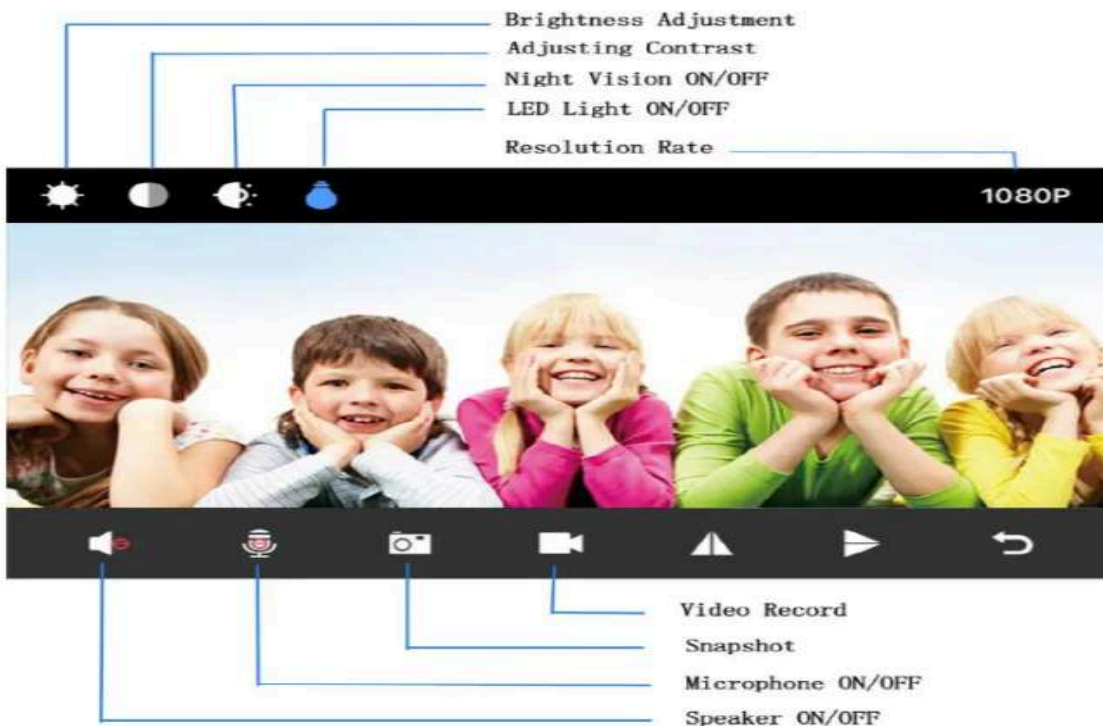 Brightness Adjustment
Adjusting Contrast
Night Vision ON/OFF
LED Light ON/OFF
Resolution Rate
1080P
Video Record
Snapshot
Microphone ON/OFF
Speaker ON/OFF